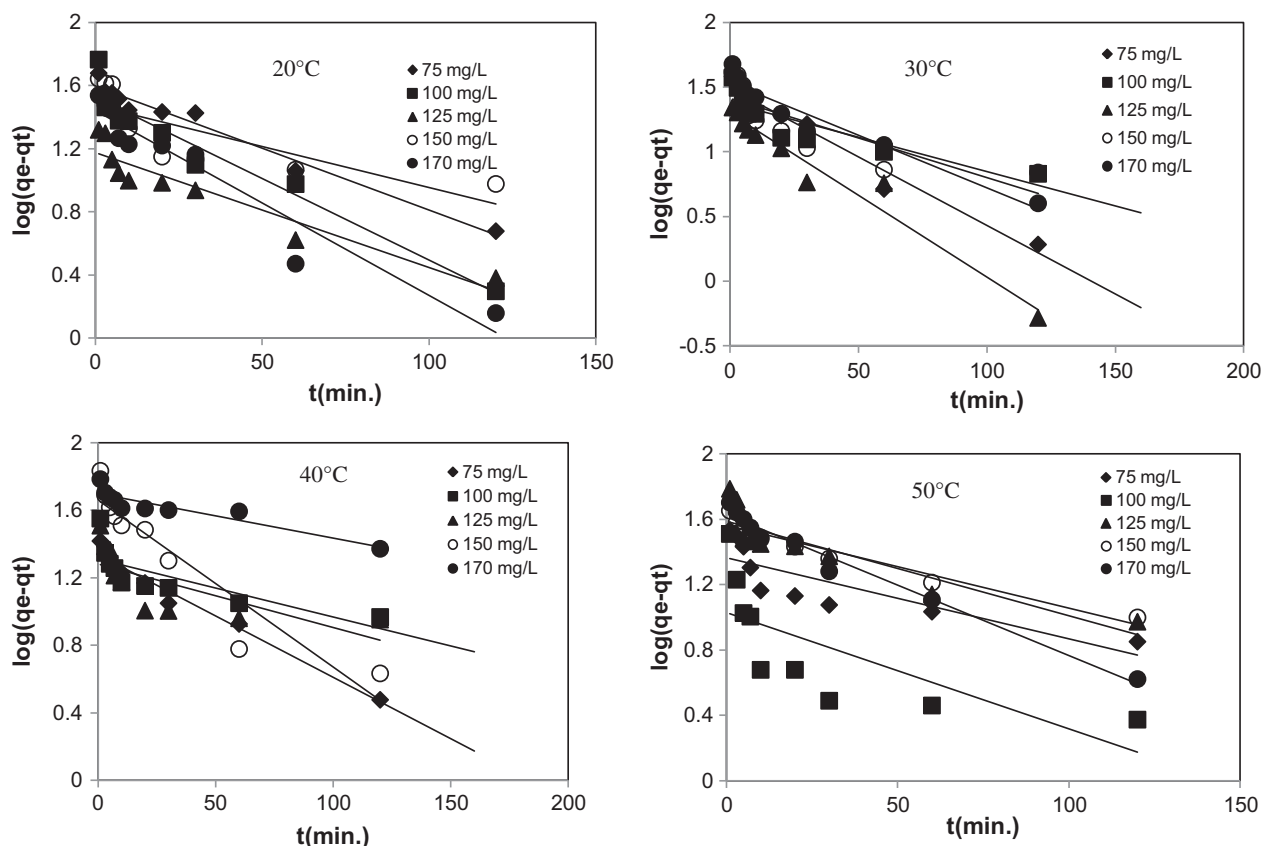 2
1.6
1.2
0.8
0.4
0
log(qe-qt)
20°C
75 mg/L
100 mg/L
125 mg/L
150 mg/L
170 mg/L
0 50 100 150
t(min.)
2
1.5
1
0.5
0
-0.5
log(qe-qt)
30°C
75 mg/L
100 mg/L
125 mg/L
150 mg/L
170 mg/L
0 50 100 150 200
t(min.)
2
1.6
1.2
0.8
0.4
0
log(qe-qt)
40°C
75 mg/L
100 mg/L
125 mg/L
150 mg/L
170 mg/L
0 50 100 150 200
t(min.)
2
1.6
1.2
0.8
0.4
0
log(qe-qt)
50°C
75 mg/L
100 mg/L
125 mg/L
150 mg/L
170 mg/L
0 50 100 150
t(min.)